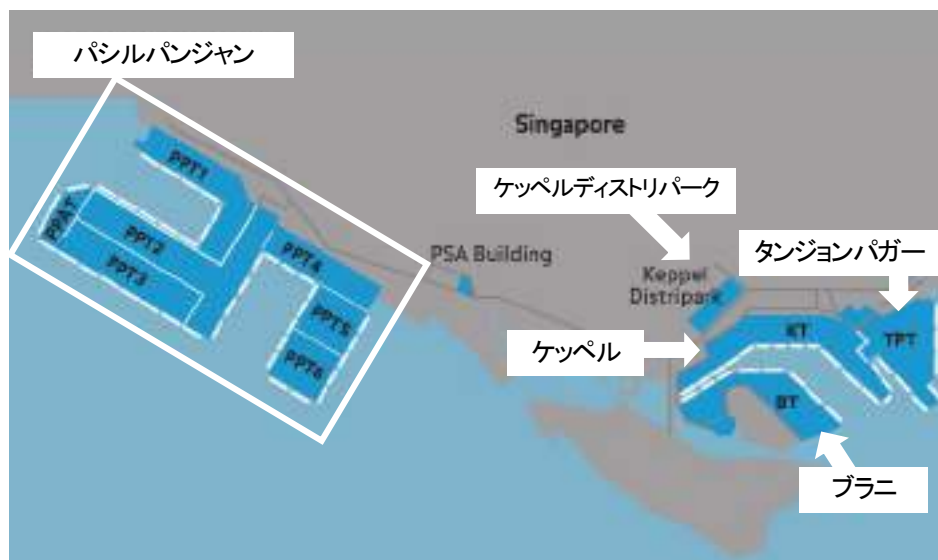 パシルパンジャン
Singapore
PPT1
ケッペルディストリパーク
PPAT
PPT2
PPT3
PPT4
PSA Building
Keppel
Distripark
タンジョンパガー
PPT5
PPT6
ケッペル
KT
TPT
BT
ブラニ